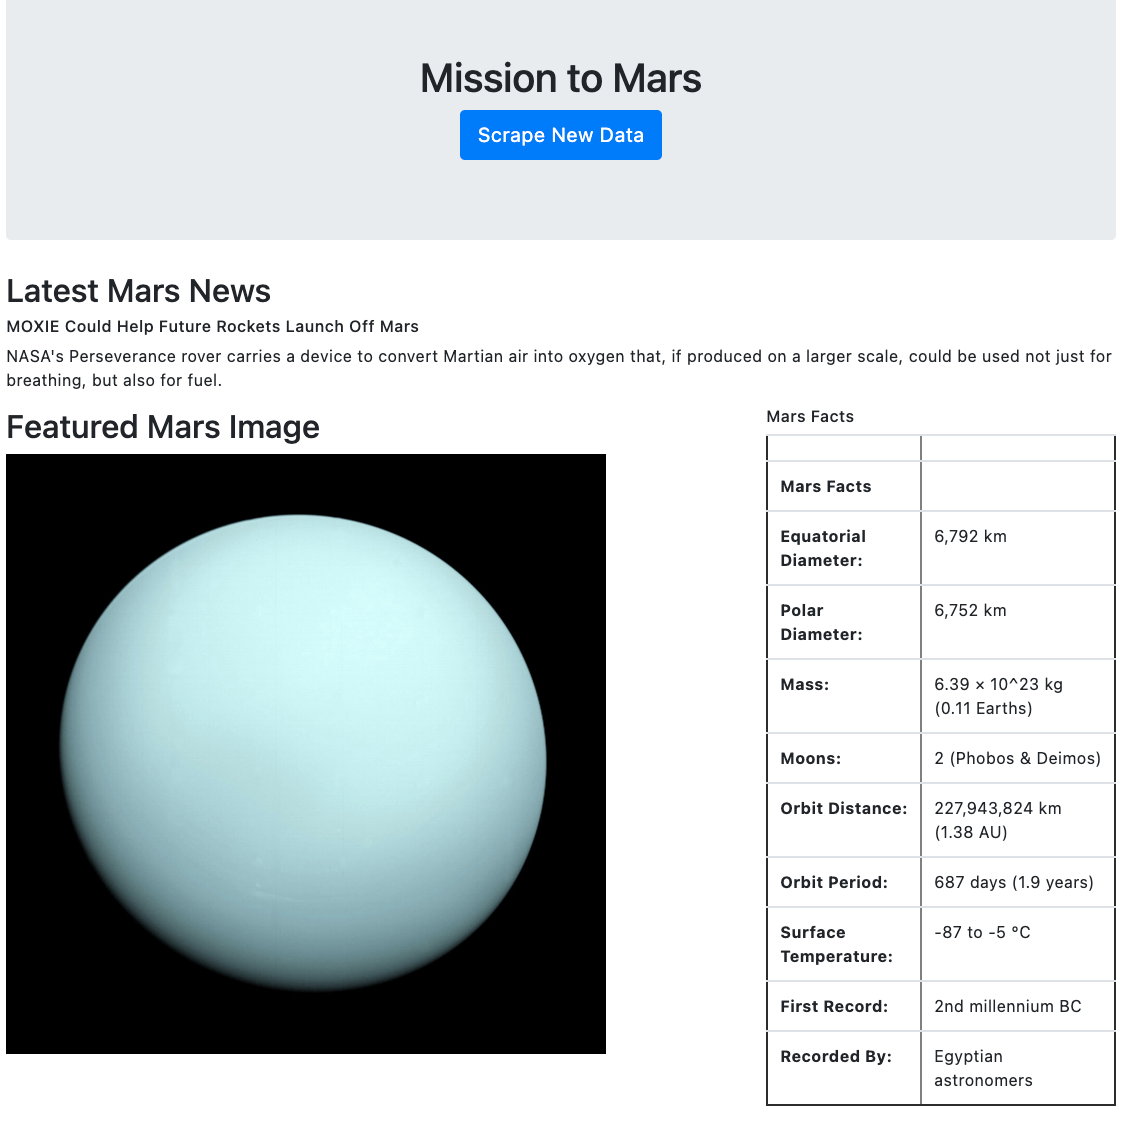 Mission to Mars
Scrape New Data
Latest Mars News
MOXIE Could Help Future Rockets Launch Off Mars
NASA's Perseverance rover carries a device to convert Martian air into oxygen that, if produced on a larger scale, could be used not just for
breathing, but also for fuel.
Featured Mars Image
Mars Facts
Mars Facts
Equatorial
Diameter:
6,792 km
Polar
Diameter:
6,752 km
Mass:
6.39 × 10^23 kg
(0.11 Earths)
Moons:
2 (Phobos & Deimos)
Orbit Distance:
227,943,824 km
(1.38 AU)
Orbit Period:
687 days (1.9 years)
Surface
Temperature:
-87 to -5 °C
First Record:
2nd millennium BC
Recorded By:
Egyptian
astronomers